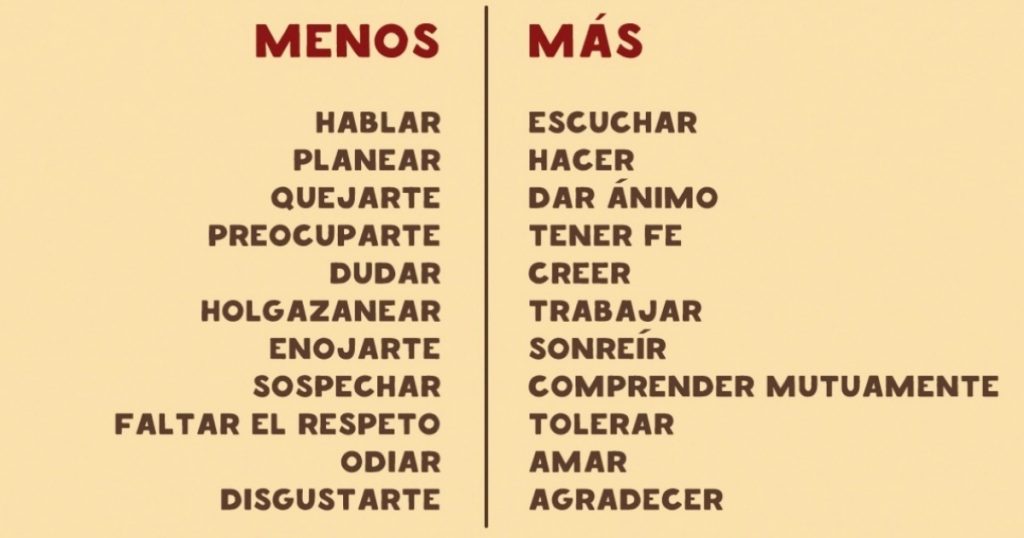 MENOS MÁS
HABLAR ESCUCHAR
PLANEAR HACER
QUEJARTE DAR ÁNIMO
PREOCUPARTE TENER FE
DUDAR CREER
HOLGAZANEAR TRABAJAR
ENOJARTE SONREÍR
SOSPECHAR COMPRENDER MUTUAMENTE
FALTAR EL RESPETO TOLERAR
ODIAR AMAR
DISGUSTARTE AGRADECER